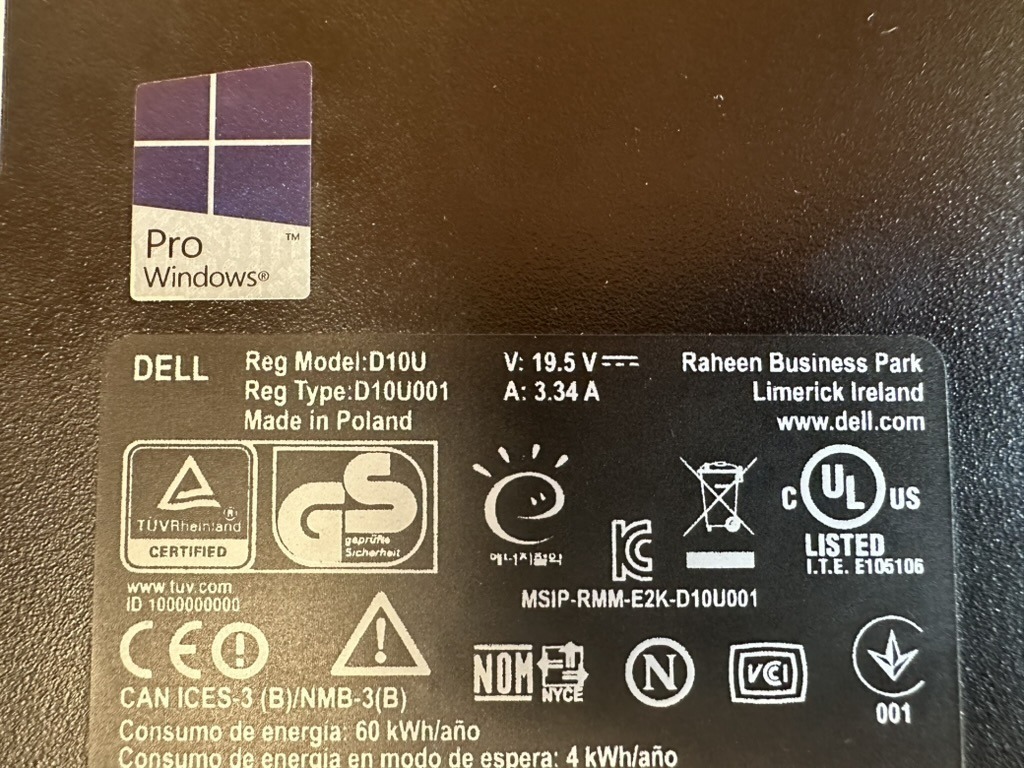 Pro
TM
Windows®
DELL
Reg Model:D10U
Reg Type:D10U001
Made in Poland
V: 19.5 V
A: 3.34 A
Raheen Business Park
Limerick Ireland
www.dell.com
TÜVRheinland®
CERTIFIED
GS
geprüfte
Sicherheit
에너지절약
c UL US
LISTED
I.T.E. E105106
www.tuv.com
ID 1000000000
MSIP-RMM-E2K-D10U001
CE
NOM
NYCE
N
VCI
001
CAN ICES-3 (B)/NMB-3(B)
Consumo de energía: 60 kWh/año
Consumo de energía en modo de espera: 4 kWh/año